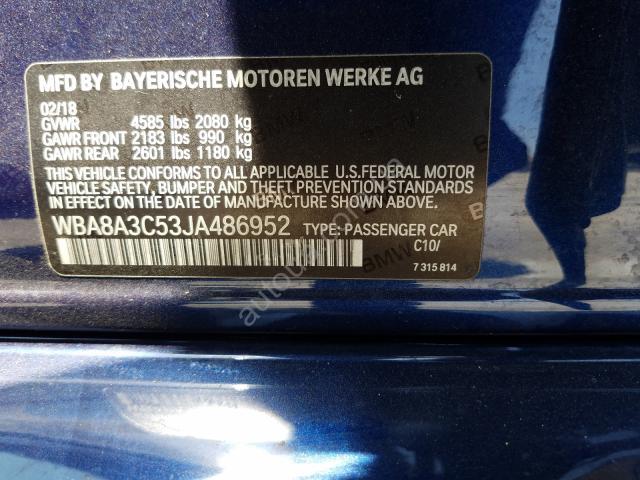 MFD BY BAYERISCHE MOTOREN WERKE AG
02/18
GVWR 4585 lbs 2080 kg
GAWR FRONT 2183 lbs 990 kg
GAWR REAR 2601 lbs 1180 kg
THIS VEHICLE CONFORMS TO ALL APPLICABLE U.S.FEDERAL MOTOR
VEHICLE SAFETY, BUMPER AND THEFT PREVENTION STANDARDS
IN EFFECT ON THE DATE OF MANUFACTURE SHOWN ABOVE.
WBA8A3C53JA486952 TYPE: PASSENGER CAR
C10/
7 315 814
BMW